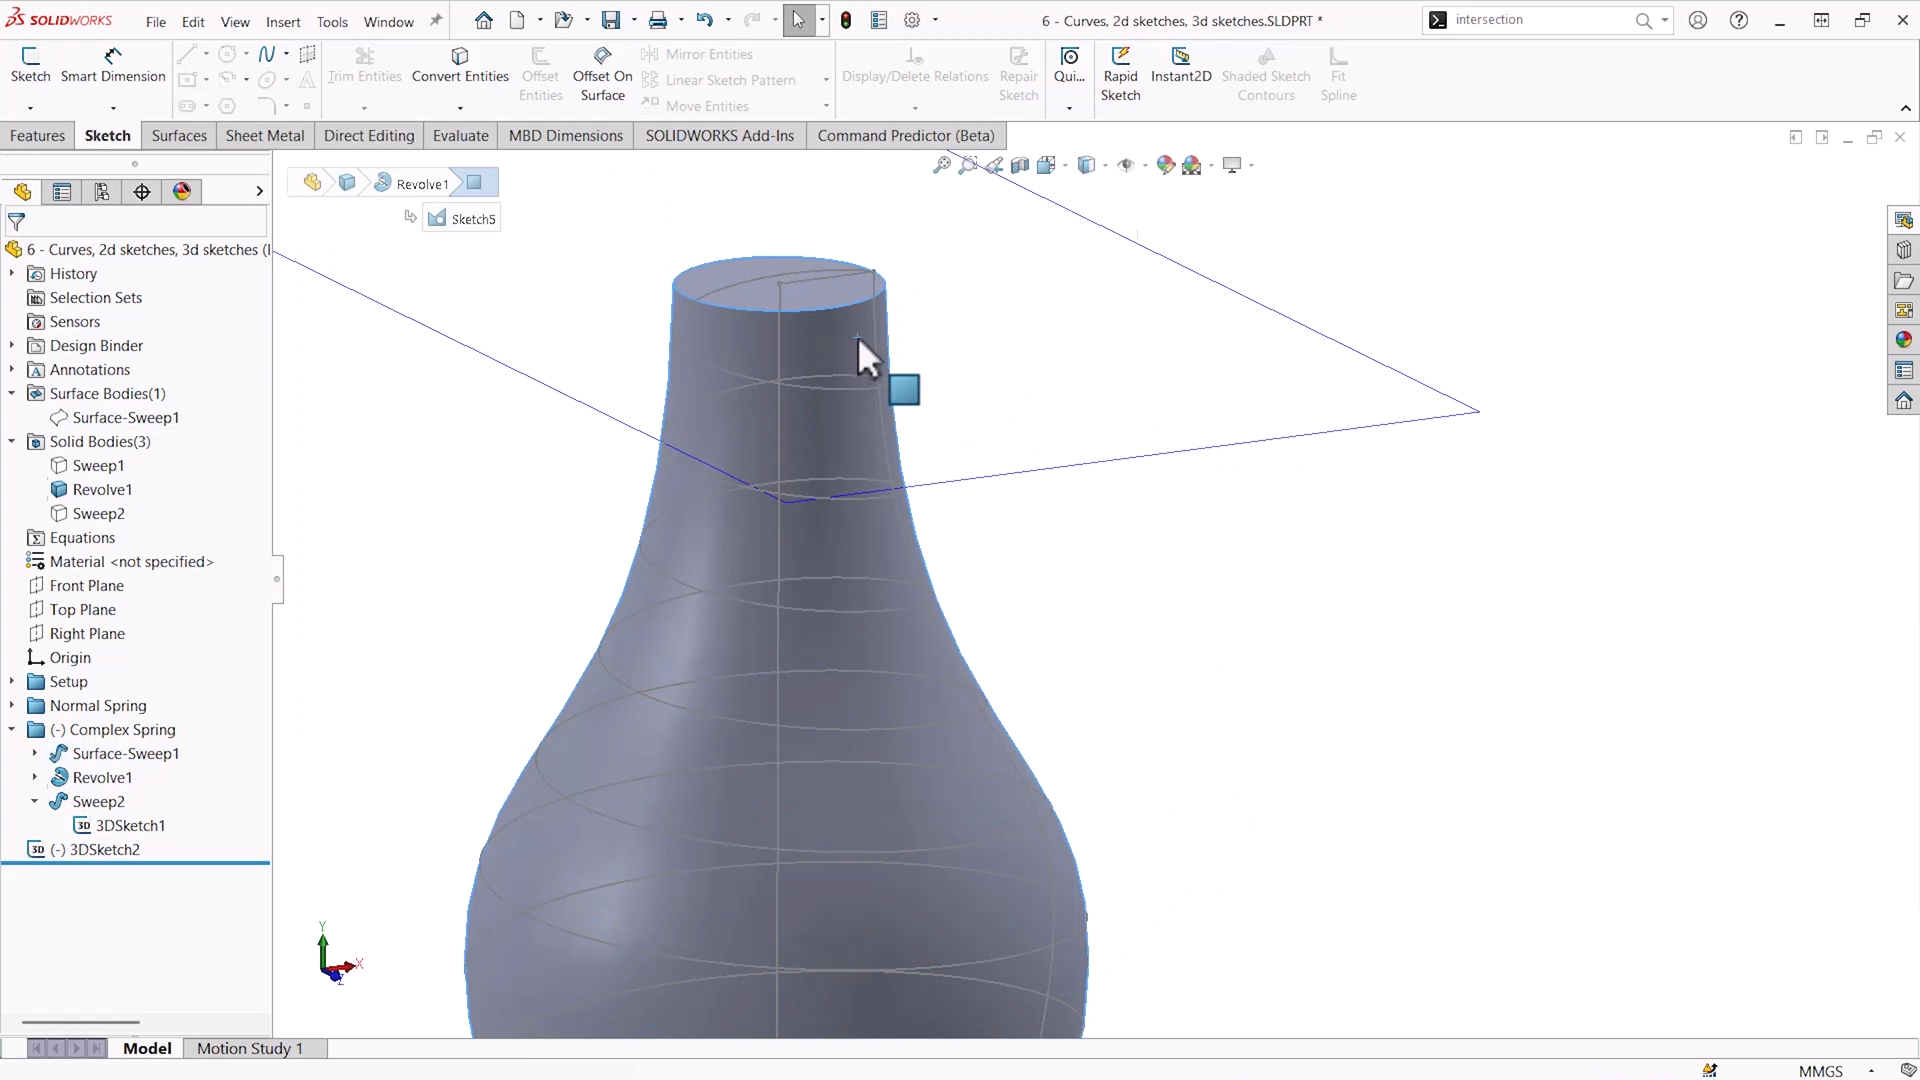 SOLIDWORKS File Edit View Insert Tools Window 6 - Curves, 2d sketches, 3d sketches.SLDPRT * intersection
Sketch Smart Dimension Trim Entities Convert Entities Offset Entities Offset On Surface Mirror Entities Linear Sketch Pattern Move Entities Display/Delete Relations Repair Sketch Qui... Rapid Sketch Instant2D Shaded Sketch Contours Fit Spline
Features Sketch Surfaces Sheet Metal Direct Editing Evaluate MBD Dimensions SOLIDWORKS Add-Ins Command Predictor (Beta)
Revolve1
Sketch5
6 - Curves, 2d sketches, 3d sketches (
History
Selection Sets
Sensors
Design Binder
Annotations
Surface Bodies(1)
Surface-Sweep1
Solid Bodies(3)
Sweep1
Revolve1
Sweep2
Equations
Material <not specified>
Front Plane
Top Plane
Right Plane
Origin
Setup
Normal Spring
(-) Complex Spring
Surface-Sweep1
Revolve1
Sweep2
3D 3DSketch1
3D (-) 3DSketch2
Y
X
Z
Model Motion Study 1
MMGS